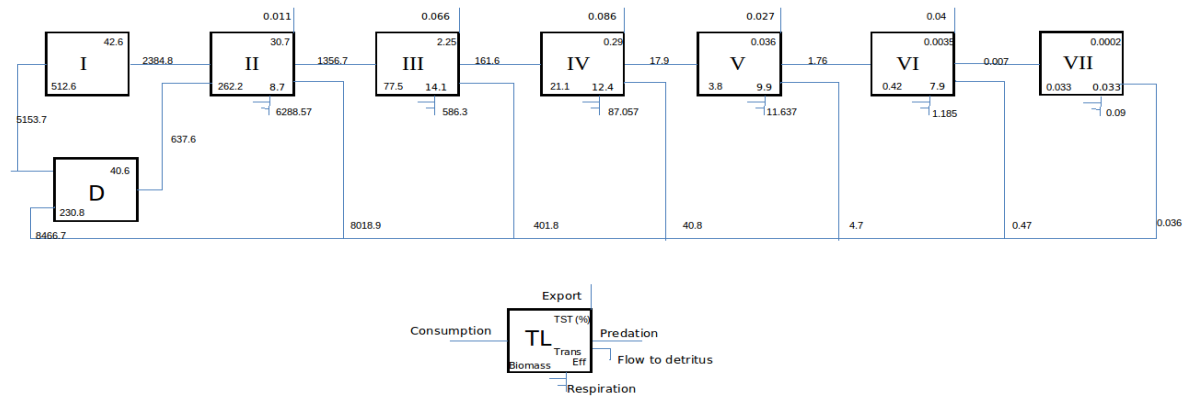 0.011 0.066 0.086 0.027 0.04
42.6 30.7 2.25 0.29 0.036 0.0035 0.0002
I 2384.8 II 1356.7 III 161.6 IV 17.9 V 1.76 VI 0.007 VII
512.6 262.2 8.7 77.5 14.1 21.1 12.4 3.8 9.9 0.42 7.9 0.033 0.033
5153.7 6288.57 586.3 87.057 11.637 1.185 0.09
637.6
40.6
D
230.8
8466.7 8018.9 401.8 40.8 4.7 0.47 0.036
Export
TST (%)
Consumption TL Predation
Trans
Eff Flow to detritus
Biomass
Respiration